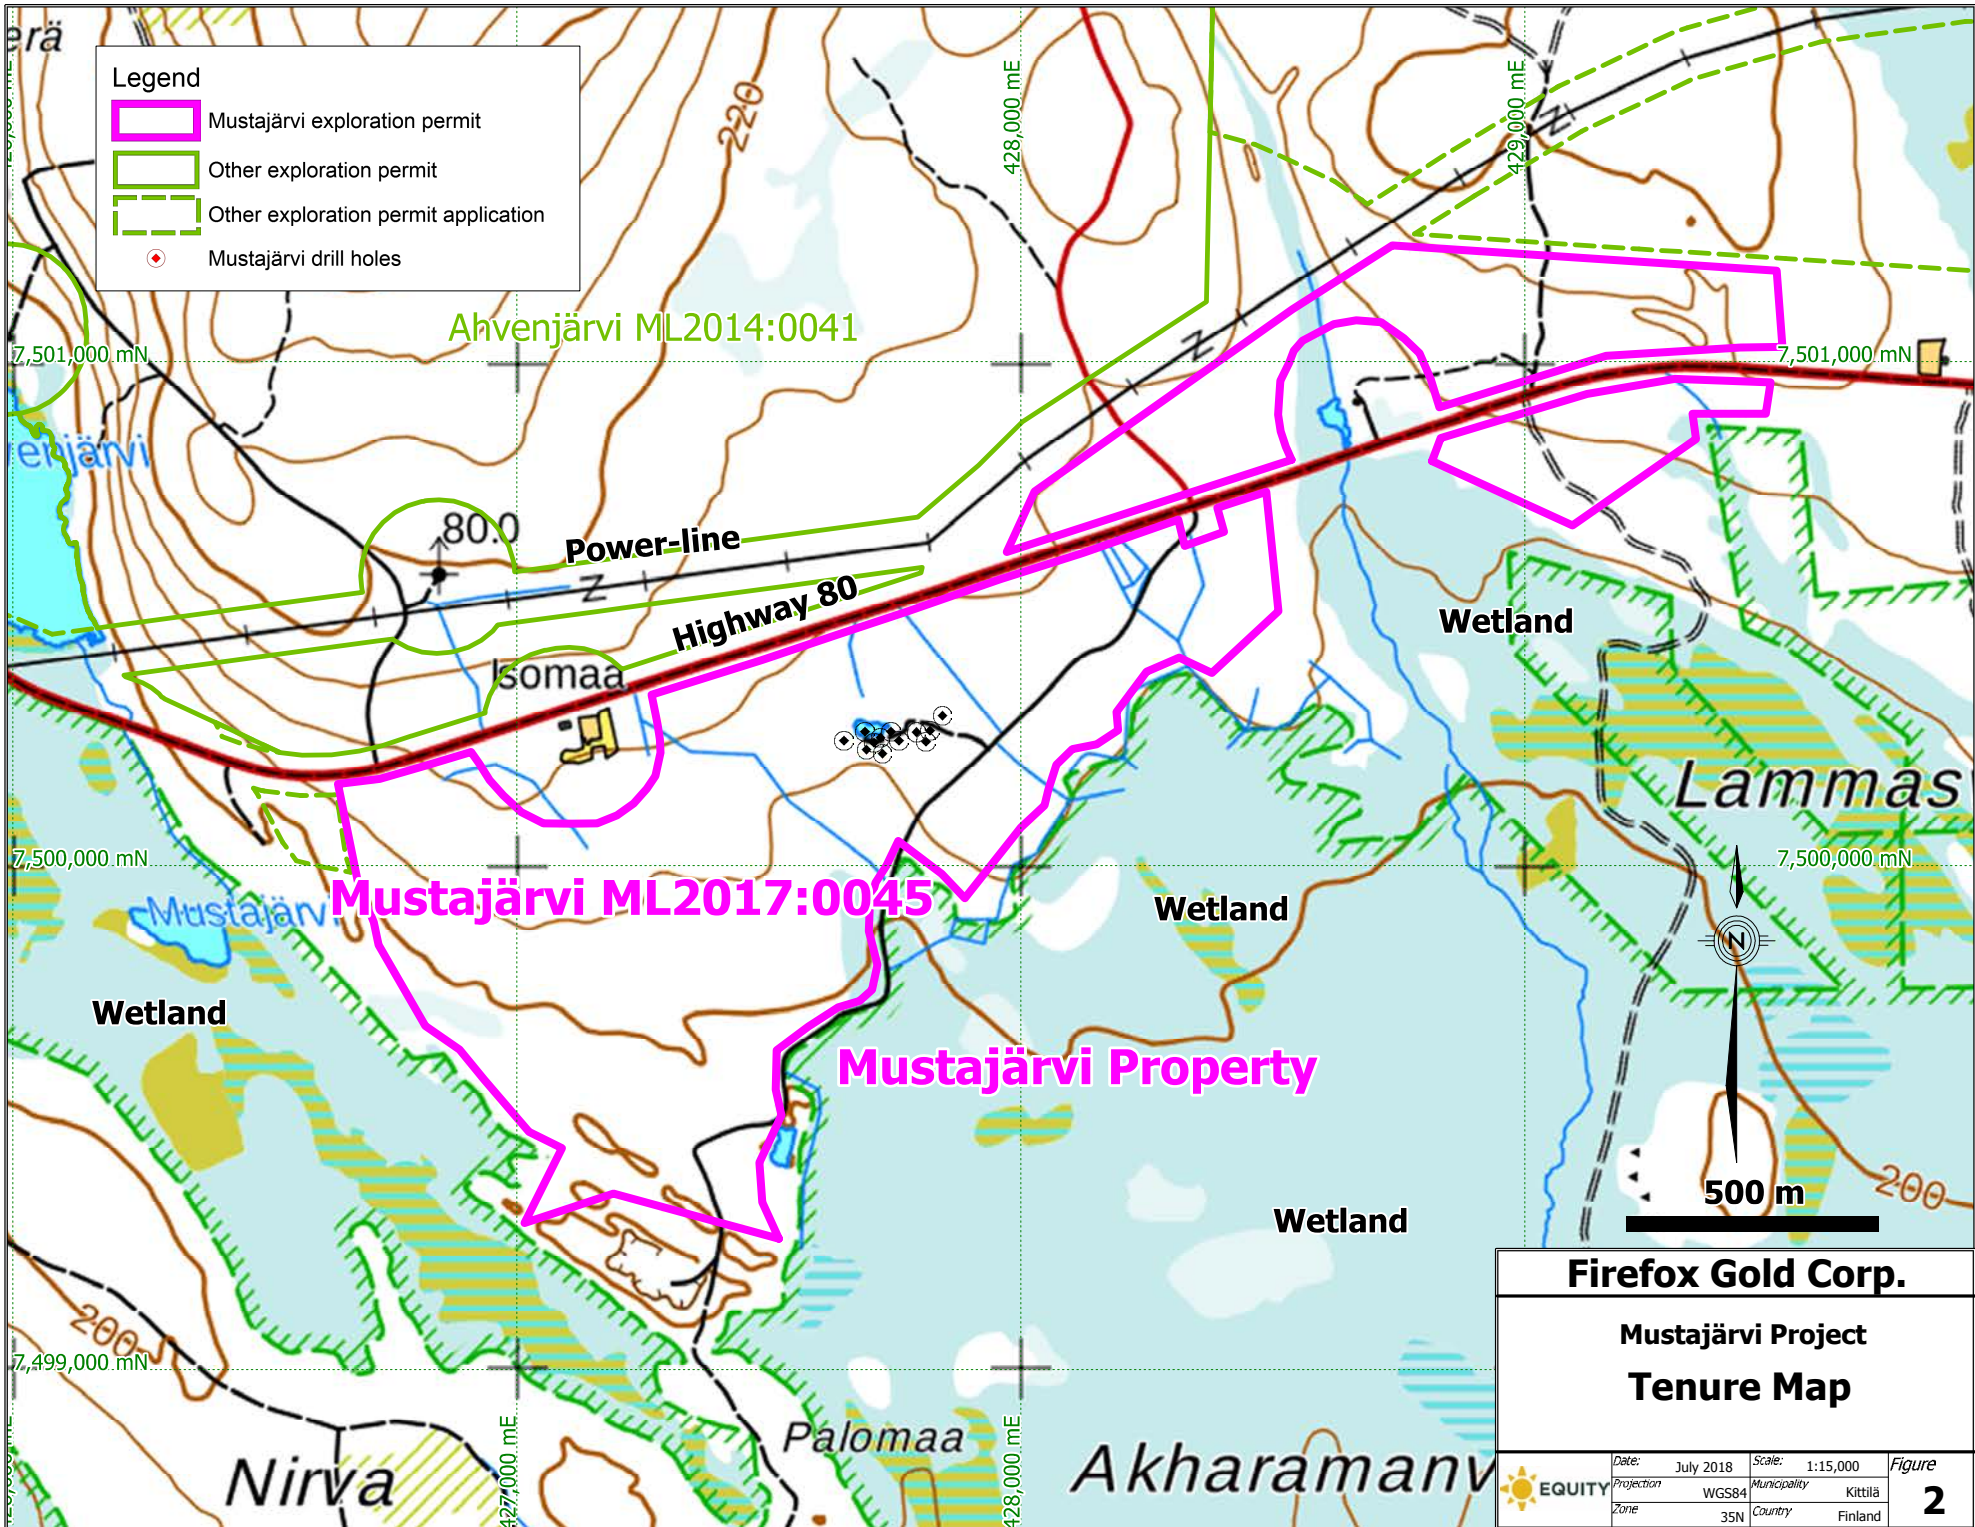 erä
Legend
Mustajärvi exploration permit
Other exploration permit
Other exploration permit application
Mustajärvi drill holes
220
428,000 mE
429,000 mE
Ahvenjärvi ML2014:0041
7,501,000 mN
7,501,000 mN
enjärvi
80.0
Power-line
Highway 80
Isomaa
Wetland
Lammasv
7,500,000 mN
7,500,000 mN
Mustajärvi
Mustajärvi ML2017:0045
Wetland
N
Wetland
Mustajärvi Property
500 m
200
Wetland
Firefox Gold Corp.
Mustajärvi Project
Tenure Map
200
7,499,000 mN
427,000 mE
428,000 mE
Palomaa
Nirva
Akharamanv
EQUITY
Date: July 2018 Scale: 1:15,000 Figure
Projection WGS84 Municipality Kittilä 2
Zone 35N Country Finland